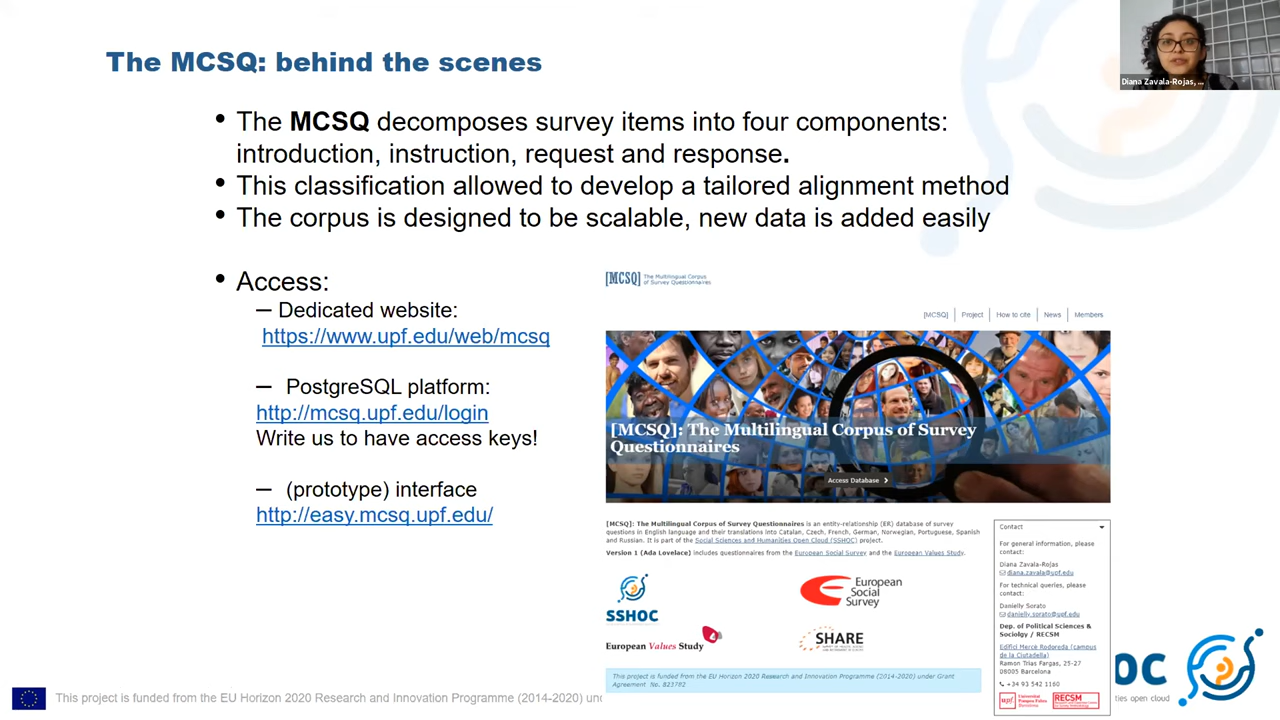 The MCSQ: behind the scenes
Diana Zavala-Rojas, ...
• The MCSQ decomposes survey items into four components:
introduction, instruction, request and response.
• This classification allowed to develop a tailored alignment method
• The corpus is designed to be scalable, new data is added easily
• Access:
– Dedicated website:
https://www.upf.edu/web/mcsq
– PostgreSQL platform:
http://mcsq.upf.edu/login
Write us to have access keys!
– (prototype) interface
http://easy.mcsq.upf.edu/
[MCSQ] The Multilingual Corpus
of Survey Questionnaires
[MCSQ] Project How to cite News Members
[MCSQ]: The Multilingual Corpus of Survey
Questionnaires
Access Database >
[MCSQ]: The Multilingual Corpus of Survey Questionnaires is an entity-relationship (ER) database of survey
questions in English language and their translations into Catalan, Czech, French, German, Norwegian, Portuguese, Spanish
and Russian. It is part of the Social Sciences and Humanities Open Cloud (SSHOC) project.
Version 1 (Ada Lovelace) includes questionnaires from the European Social Survey and the European Values Study.
SSHOC
European
Social
Survey
European Values Study
SHARE
This project is funded from the EU Horizon 2020 Research and Innovation Programme (2014-2020) under Grant
Agreement No. 823782
Contact
For general information, please
contact:
Diana Zavala-Rojas
diana.zavala@upf.edu
For technical queries, please
contact:
Danielly Sorato
danielly.sorato@upf.edu
Dep. of Political Sciences &
Sociolgy / RECSM
Edifici Mercè Rodoreda (campus
de la Ciutadella)
Ramon Trias Fargas, 25-27
08005 Barcelona
+34 93 542 1160
upf.
RECSM
This project is funded from the EU Horizon 2020 Research and Innovation Programme (2014-2020) unc
OC
ties open cloud